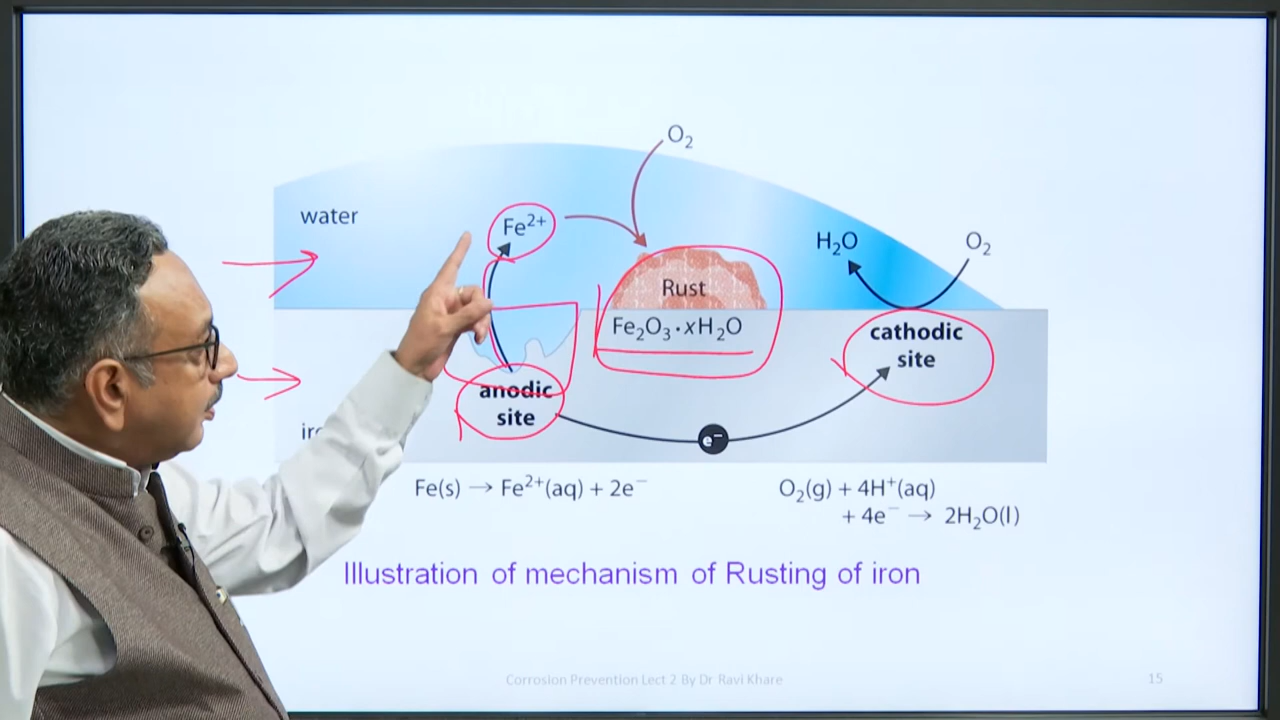 O₂
water
Fe²⁺
H₂O
O₂
Rust
Fe₂O₃·xH₂O
cathodic
site
anodic
site
e⁻
Fe(s) → Fe²⁺(aq) + 2e⁻
O₂(g) + 4H⁺(aq)
+ 4e⁻ → 2H₂O(l)
Illustration of mechanism of Rusting of iron
Corrosion Prevention Lect 2 By Dr Ravi Khare
15